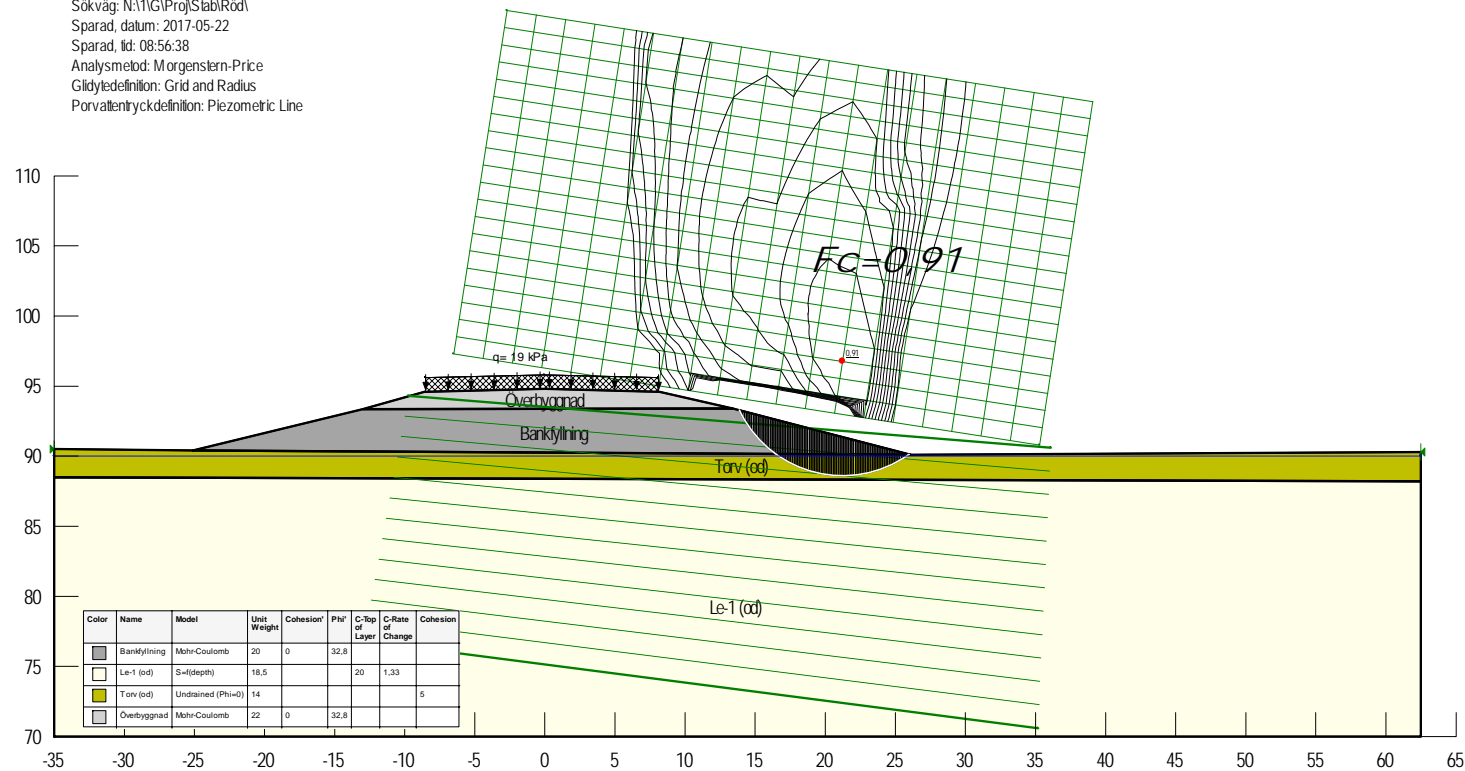 Sökväg: N:\1\G\Proj\Stab\Röd\
Sparad, datum: 2017-05-22
Sparad, tid: 08:56:38
Analysmetod: Morgenstern-Price
Glidytedefinition: Grid and Radius
Porvattentryckdefinition: Piezometric Line
110
105
100
95
90
85
80
75
70
Fc=0,91
0.91
q= 19 kPa
Överbyggnad
Bankfyllning
Torv (od)
Le-1 (od)
Color Name Model Unit Weight Cohesion' Phi' C-Top of Layer C-Rate of Change Cohesion
Bankfyllning Mohr-Coulomb 20 0 32,8
Le-1 (od) S=f(depth) 18,5 20 1,33
Torv (od) Undrained (Phi=0) 14 5
Överbyggnad Mohr-Coulomb 22 0 32,8
-35 -30 -25 -20 -15 -10 -5 0 5 10 15 20 25 30 35 40 45 50 55 60 65